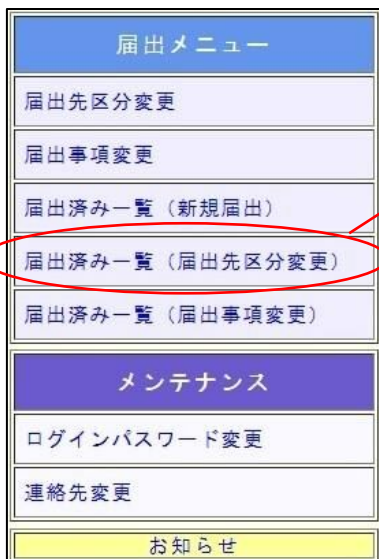 届出メニュー
届出先区分変更
届出事項変更
届出済み一覧（新規届出）
届出済み一覧（届出先区分変更）
届出済み一覧（届出事項変更）
メンテナンス
ログインパスワード変更
連絡先変更
お知らせ